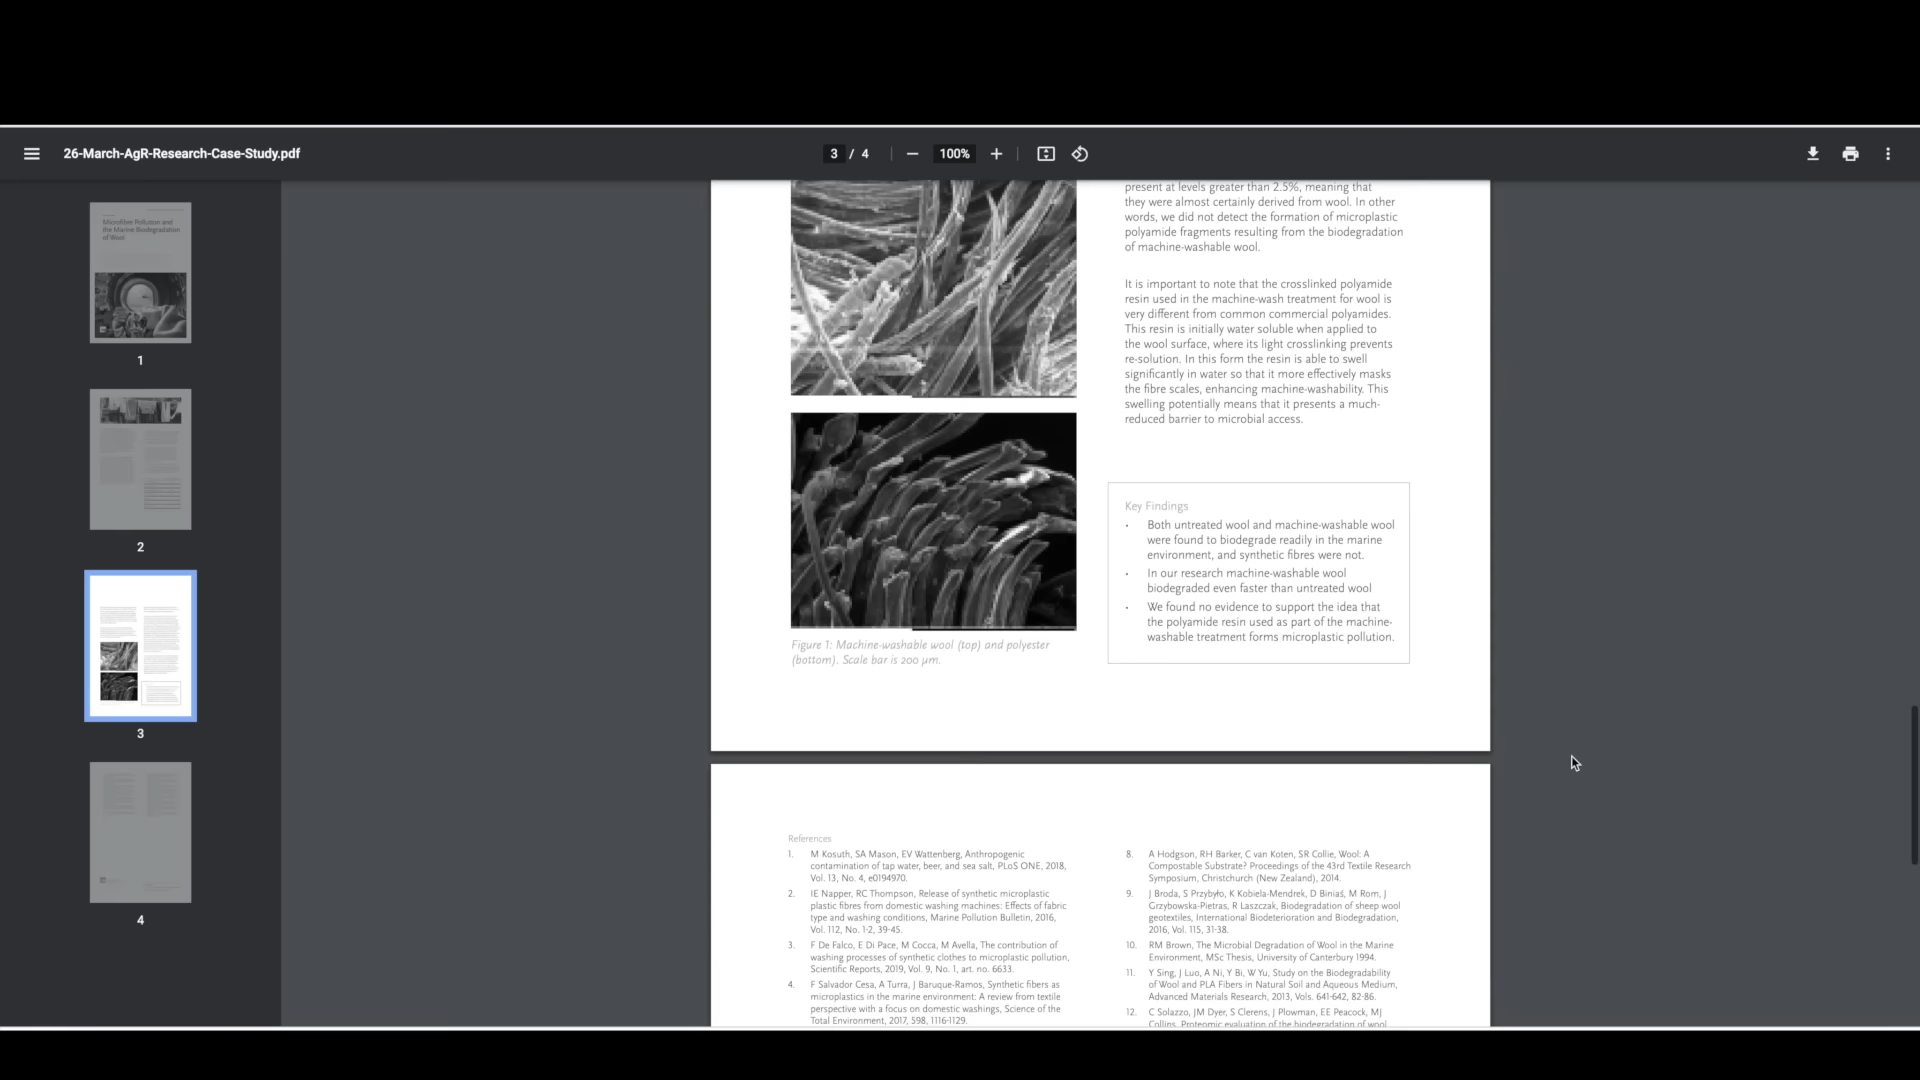 26-March-AgR-Research-Case-Study.pdf
3 / 4
100%
Microfibre Pollution and
the Marine Biodegradation
of Wool
1
2
3
4
present at levels greater than 2.5%, meaning that
they were almost certainly derived from wool. In other
words, we did not detect the formation of microplastic
polyamide fragments resulting from the biodegradation
of machine-washable wool.
It is important to note that the crosslinked polyamide
resin used in the machine-wash treatment for wool is
very different from common commercial polyamides.
This resin is initially water soluble when applied to
the wool surface, where its light crosslinking prevents
re-solution. In this form the resin is able to swell
significantly in water so that it more effectively masks
the fibre scales, enhancing machine-washability. This
swelling potentially means that it presents a much-
reduced barrier to microbial access.
Figure 1: Machine-washable wool (top) and polyester
(bottom). Scale bar is 200 μm.
Key Findings
• Both untreated wool and machine-washable wool
were found to biodegrade readily in the marine
environment, and synthetic fibres were not.
• In our research machine-washable wool
biodegraded even faster than untreated wool
• We found no evidence to support the idea that
the polyamide resin used as part of the machine-
washable treatment forms microplastic pollution.
References
1. M Kosuth, SA Mason, EV Wattenberg, Anthropogenic
contamination of tap water, beer, and sea salt, PLoS ONE, 2018,
Vol. 13, No. 4, e0194970.
2. IE Napper, RC Thompson, Release of synthetic microplastic
plastic fibres from domestic washing machines: Effects of fabric
type and washing conditions, Marine Pollution Bulletin, 2016,
Vol. 112, No. 1-2, 39-45.
3. F De Falco, E Di Pace, M Cocca, M Avella, The contribution of
washing processes of synthetic clothes to microplastic pollution,
Scientific Reports, 2019, Vol. 9, No. 1, art. no. 6633.
4. F Salvador Cesa, A Turra, J Baruque-Ramos, Synthetic fibers as
microplastics in the marine environment: A review from textile
perspective with a focus on domestic washings, Science of the
Total Environment, 2017, 598, 1116-1129.
8. A Hodgson, RH Barker, C van Koten, SR Collie, Wool: A
Compostable Substrate? Proceedings of the 43rd Textile Research
Symposium, Christchurch (New Zealand), 2014.
9. J Broda, S Przybyło, K Kobiela-Mendrek, D Biniaś, M Rom, J
Grzybowska-Pietras, R Laszczak, Biodegradation of sheep wool
geotextiles, International Biodeterioration and Biodegradation,
2016, Vol. 115, 31-38.
10. RM Brown, The Microbial Degradation of Wool in the Marine
Environment, MSc Thesis, University of Canterbury 1994.
11. Y Sing, J Luo, A Ni, Y Bi, W Yu, Study on the Biodegradability
of Wool and PLA Fibers in Natural Soil and Aqueous Medium,
Advanced Materials Research, 2013, Vols. 641-642, 82-86.
12. C Solazzo, JM Dyer, S Clerens, J Plowman, EE Peacock, MJ
Collins, Proteomic evaluation of the biodegradation of wool